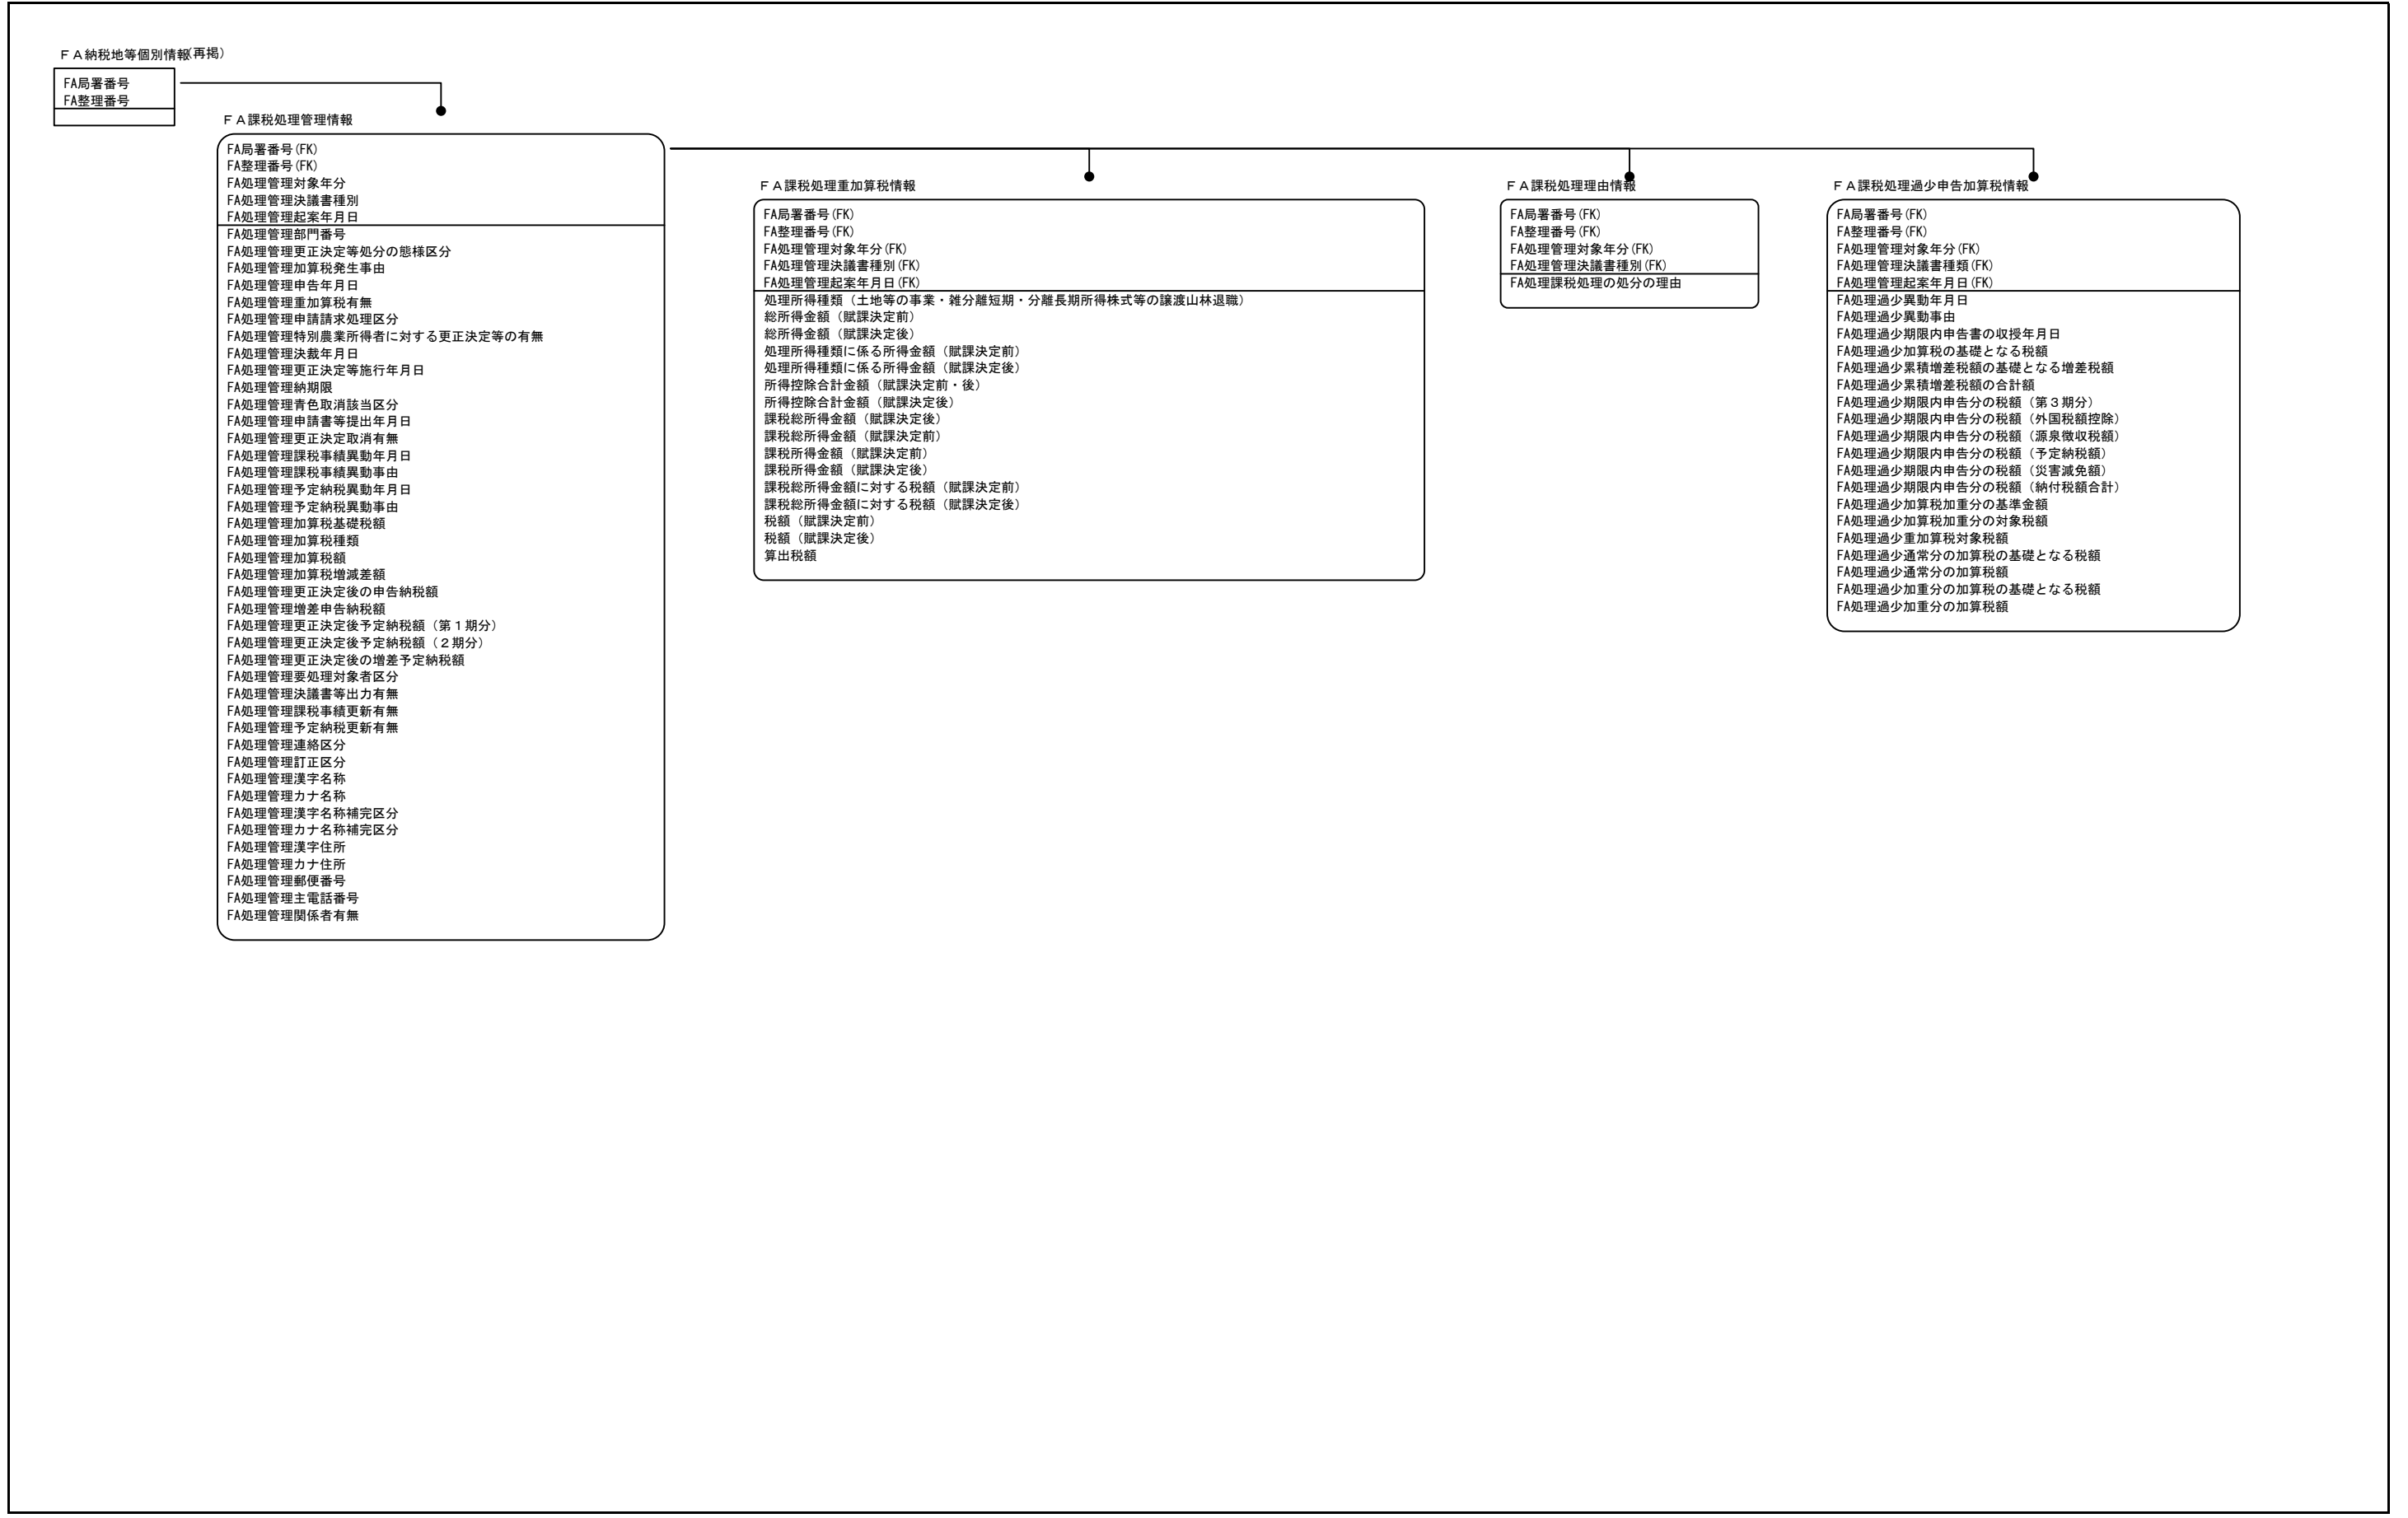 ＦＡ納税地等個別情報(再掲)
FA局署番号
FA整理番号
ＦＡ課税処理管理情報
FA局署番号(FK)
FA整理番号(FK)
FA処理管理対象年分
FA処理管理決議書種別
FA処理管理起案年月日
FA処理管理部門番号
FA処理管理更正決定等処分の態様区分
FA処理管理加算税発生事由
FA処理管理申告年月日
FA処理管理重加算税有無
FA処理管理申請請求処理区分
FA処理管理特別農業所得者に対する更正決定等の有無
FA処理管理決裁年月日
FA処理管理更正決定等施行年月日
FA処理管理納期限
FA処理管理青色取消該当区分
FA処理管理申請書等提出年月日
FA処理管理更正決定取消有無
FA処理管理課税事績異動年月日
FA処理管理課税事績異動事由
FA処理管理予定納税異動年月日
FA処理管理予定納税異動事由
FA処理管理加算税基礎税額
FA処理管理加算税種類
FA処理管理加算税額
FA処理管理加算税増減差額
FA処理管理更正決定後の申告納税額
FA処理管理増差申告納税額
FA処理管理更正決定後予定納税額（第１期分）
FA処理管理更正決定後予定納税額（２期分）
FA処理管理更正決定後の増差予定納税額
FA処理管理要処理対象者区分
FA処理管理決議書等出力有無
FA処理管理課税事績更新有無
FA処理管理予定納税更新有無
FA処理管理連絡区分
FA処理管理訂正区分
FA処理管理漢字名称
FA処理管理カナ名称
FA処理管理漢字名称補完区分
FA処理管理カナ名称補完区分
FA処理管理漢字住所
FA処理管理カナ住所
FA処理管理郵便番号
FA処理管理主電話番号
FA処理管理関係者有無
ＦＡ課税処理重加算税情報
FA局署番号(FK)
FA整理番号(FK)
FA処理管理対象年分(FK)
FA処理管理決議書種別(FK)
FA処理管理起案年月日(FK)
処理所得種類（土地等の事業・雑分離短期・分離長期所得株式等の譲渡山林退職）
総所得金額（賦課決定前）
総所得金額（賦課決定後）
処理所得種類に係る所得金額（賦課決定前）
処理所得種類に係る所得金額（賦課決定後）
所得控除合計金額（賦課決定前・後）
所得控除合計金額（賦課決定後）
課税総所得金額（賦課決定後）
課税総所得金額（賦課決定前）
課税所得金額（賦課決定前）
課税所得金額（賦課決定後）
課税総所得金額に対する税額（賦課決定前）
課税総所得金額に対する税額（賦課決定後）
税額（賦課決定前）
税額（賦課決定後）
算出税額
ＦＡ課税処理理由情報
FA局署番号(FK)
FA整理番号(FK)
FA処理管理対象年分(FK)
FA処理管理決議書種別(FK)
FA処理課税処理の処分の理由
ＦＡ課税処理過少申告加算税情報
FA局署番号(FK)
FA整理番号(FK)
FA処理管理対象年分(FK)
FA処理管理決議書種類(FK)
FA処理管理起案年月日(FK)
FA処理過少異動年月日
FA処理過少異動事由
FA処理過少期限内申告書の収授年月日
FA処理過少加算税の基礎となる税額
FA処理過少累積増差税額の基礎となる増差税額
FA処理過少累積増差税額の合計額
FA処理過少期限内申告分の税額（第３期分）
FA処理過少期限内申告分の税額（外国税額控除）
FA処理過少期限内申告分の税額（源泉徴収税額）
FA処理過少期限内申告分の税額（予定納税額）
FA処理過少期限内申告分の税額（災害減免額）
FA処理過少期限内申告分の税額（納付税額合計）
FA処理過少加算税加重分の基準金額
FA処理過少加算税加重分の対象税額
FA処理過少重加算税対象税額
FA処理過少通常分の加算税の基礎となる税額
FA処理過少通常分の加算税額
FA処理過少加重分の加算税の基礎となる税額
FA処理過少加重分の加算税額